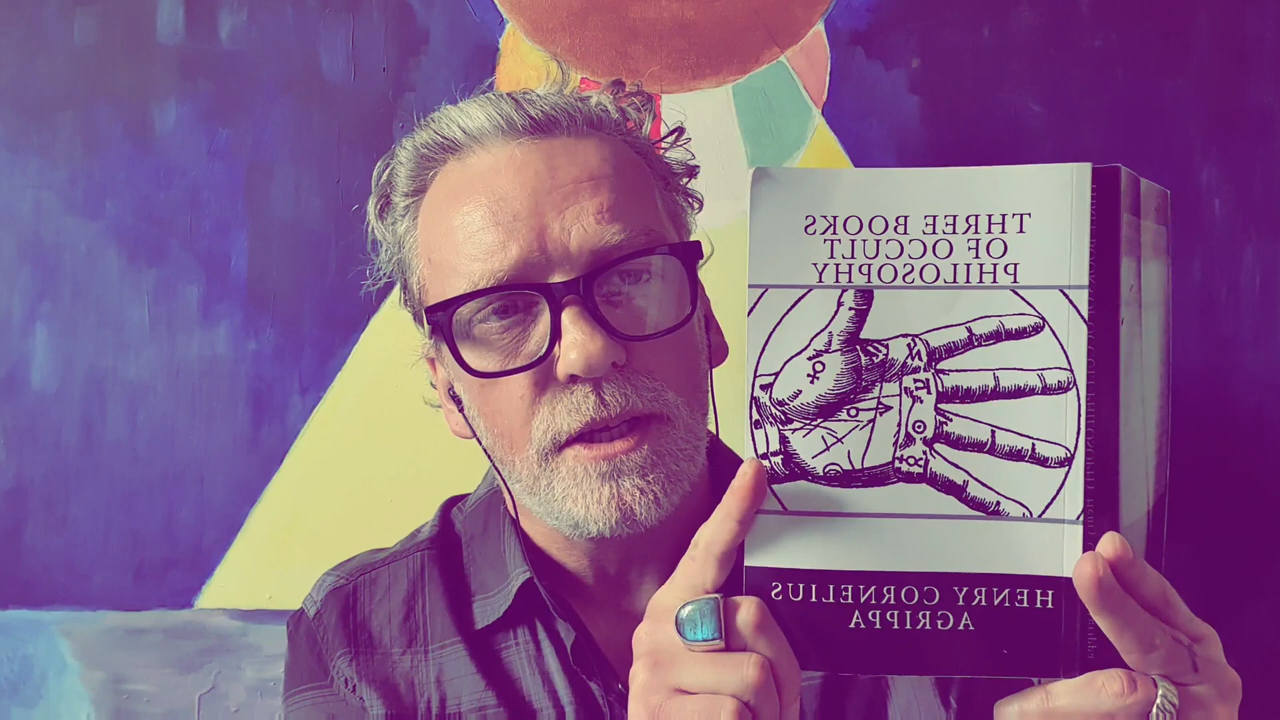 THREE BOOKS
OF OCCULT
PHILOSOPHY
HENRY CORNELIUS
AGRIPPA